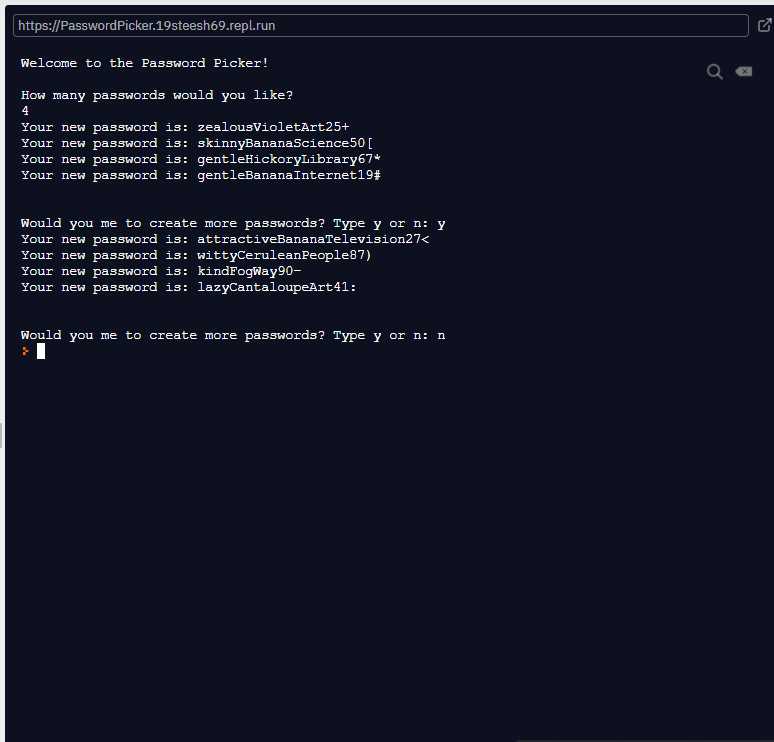 https://PasswordPicker.19steesh69.repl.run
Welcome to the Password Picker!
How many passwords would you like?
4
Your new password is: zealousVioletArt25+
Your new password is: skinnyBananaScience50[
Your new password is: gentleHickoryLibrary67*
Your new password is: gentleBananaInternet19#
Would you me to create more passwords? Type y or n: y
Your new password is: attractiveBananaTelevision27<
Your new password is: wittyCeruleanPeople87)
Your new password is: kindFogWay90-
Your new password is: lazyCantaloupeArt41:
Would you me to create more passwords? Type y or n: n
>